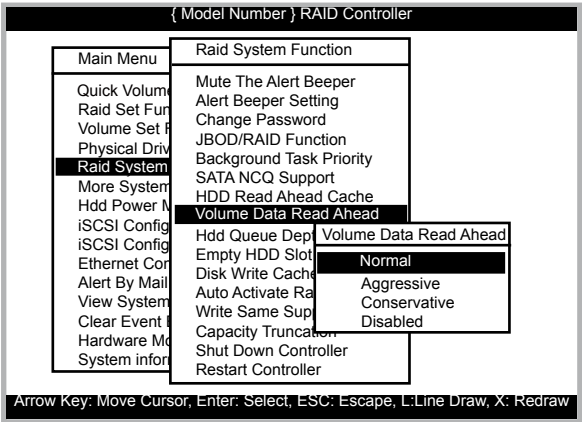 { Model Number } RAID Controller
Main Menu
Quick Volume
Raid Set Fun
Volume Set
Physical Driv
Raid System
More System
Hdd Power
iSCSI Config
iSCSI Config
Ethernet Con
Alert By Mail
View System
Clear Event
Hardware Mo
System infor
Raid System Function
Mute The Alert Beeper
Alert Beeper Setting
Change Password
JBOD/RAID Function
Background Task Priority
SATA NCQ Support
HDD Read Ahead Cache
Volume Data Read Ahead
Hdd Queue Dept
Empty HDD Slot
Disk Write Cache
Auto Activate Ra
Write Same Supp
Capacity Truncation
Shut Down Controller
Restart Controller
Volume Data Read Ahead
Normal
Aggressive
Conservative
Disabled
Arrow Key: Move Cursor, Enter: Select, ESC: Escape, L:Line Draw, X: Redraw